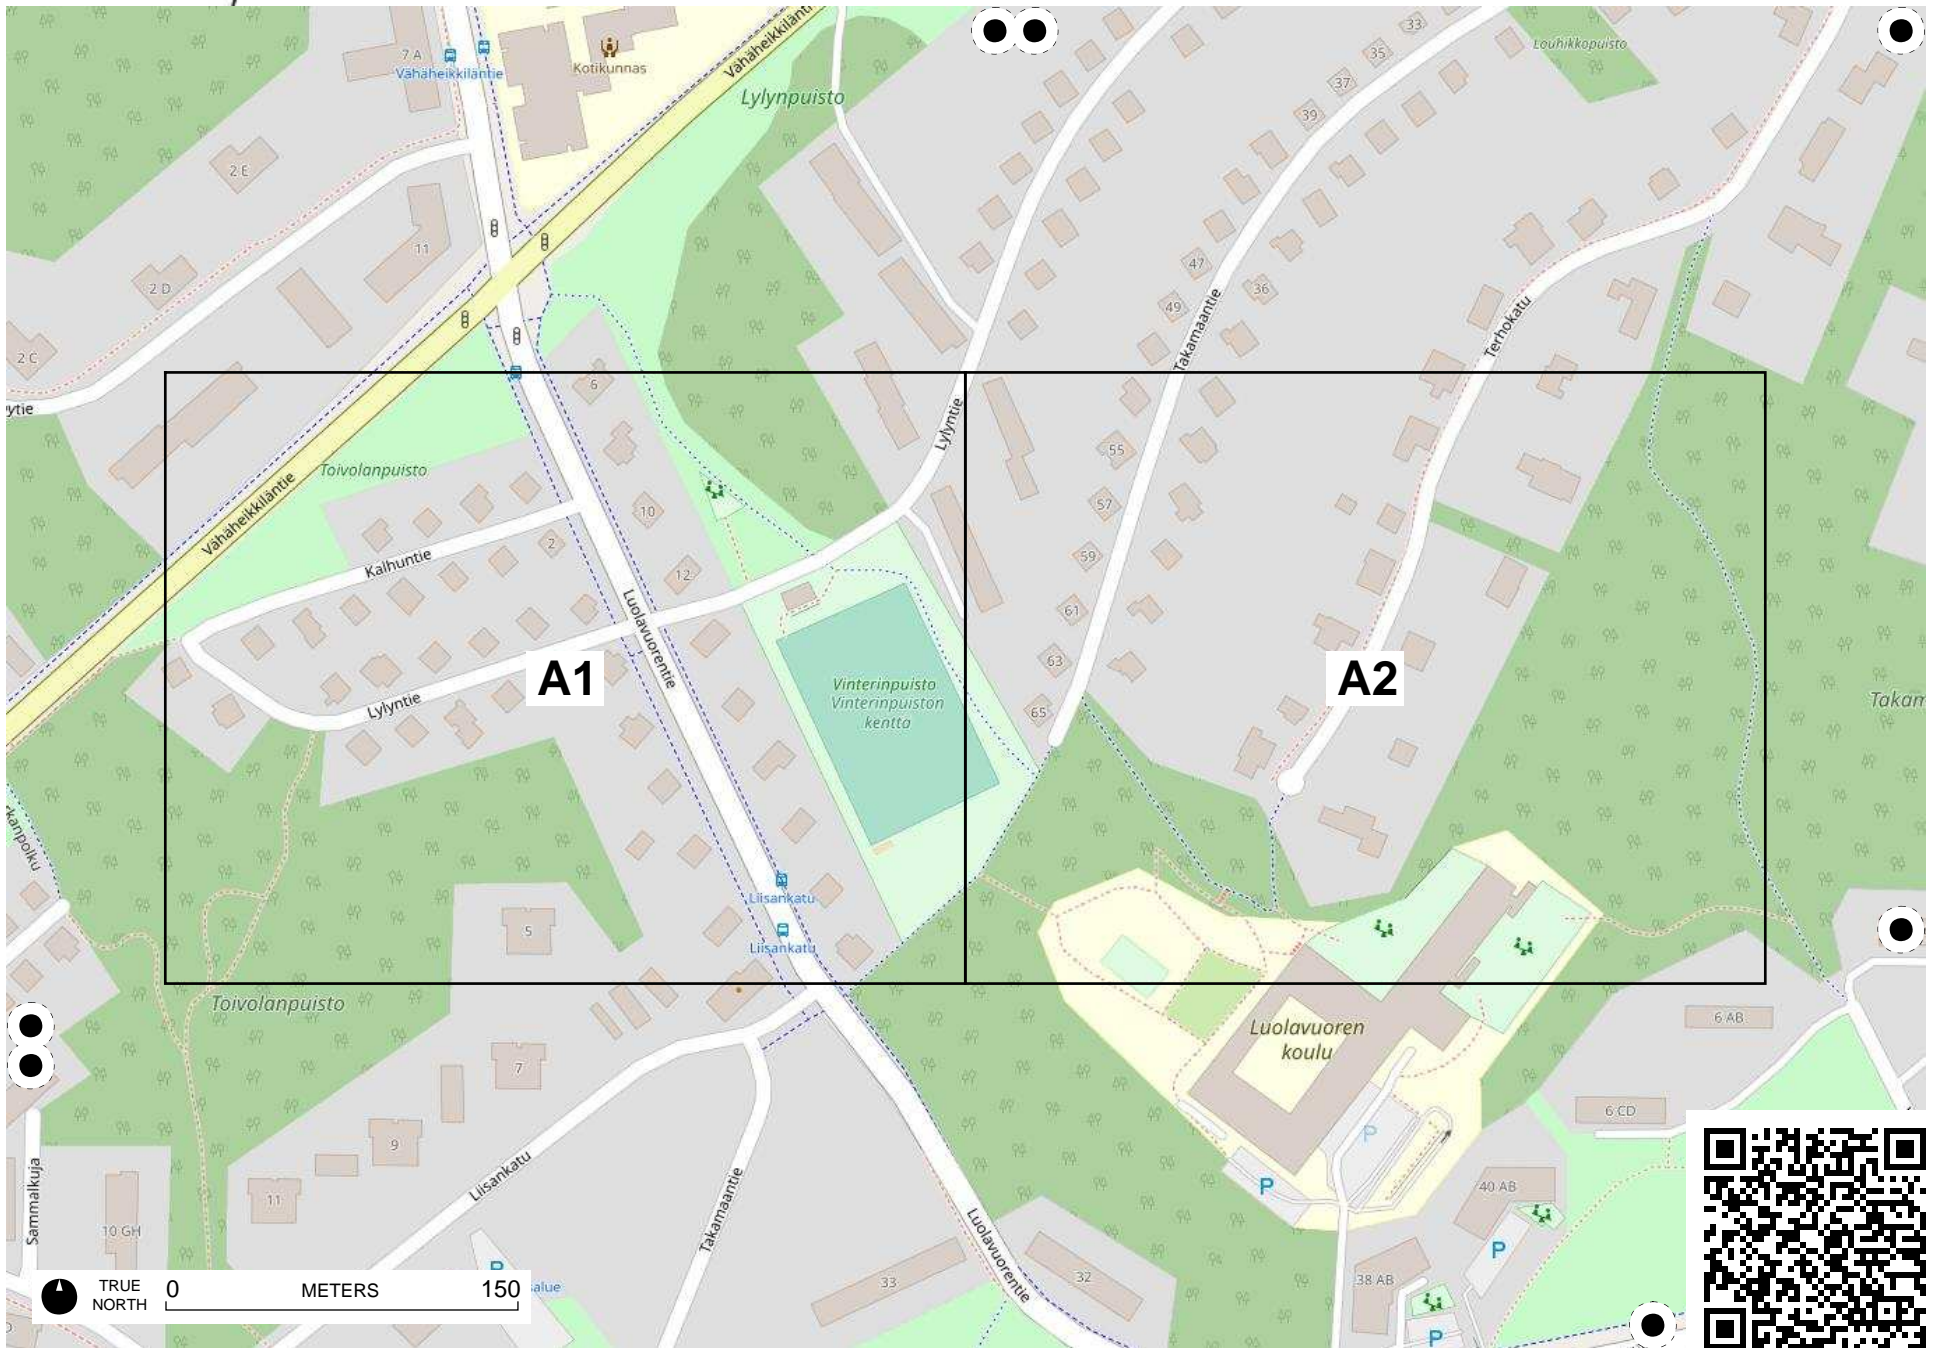 7 A
Vähäheikkiläntie
Kotikunnas
Vähäheikkiläntie
Lylynpuisto
33
35
37
39
Louhikkopuisto
2 E
11
2 D
2 C
47
49
36
Takamaantie
Terhokatu
6
Lylyntie
Toivolanpuisto
Vähäheikkiläntie
10
2
12
Kalhuntie
55
57
59
61
63
65
Luolavuorentie
A1
A2
Lylyntie
Vinterinpuisto
Vinterinpuiston
kenttä
Liisankatu
Liisankatu
5
Toivolanpuisto
Luolavuoren
koulu
6 AB
6 CD
7
9
11
10 GH
Sammalkuja
Liisankatu
Takamaantie
Luolavuorentie
33
32
P
P
P
P
P
40 AB
38 AB
TRUE
NORTH
0 METERS 150